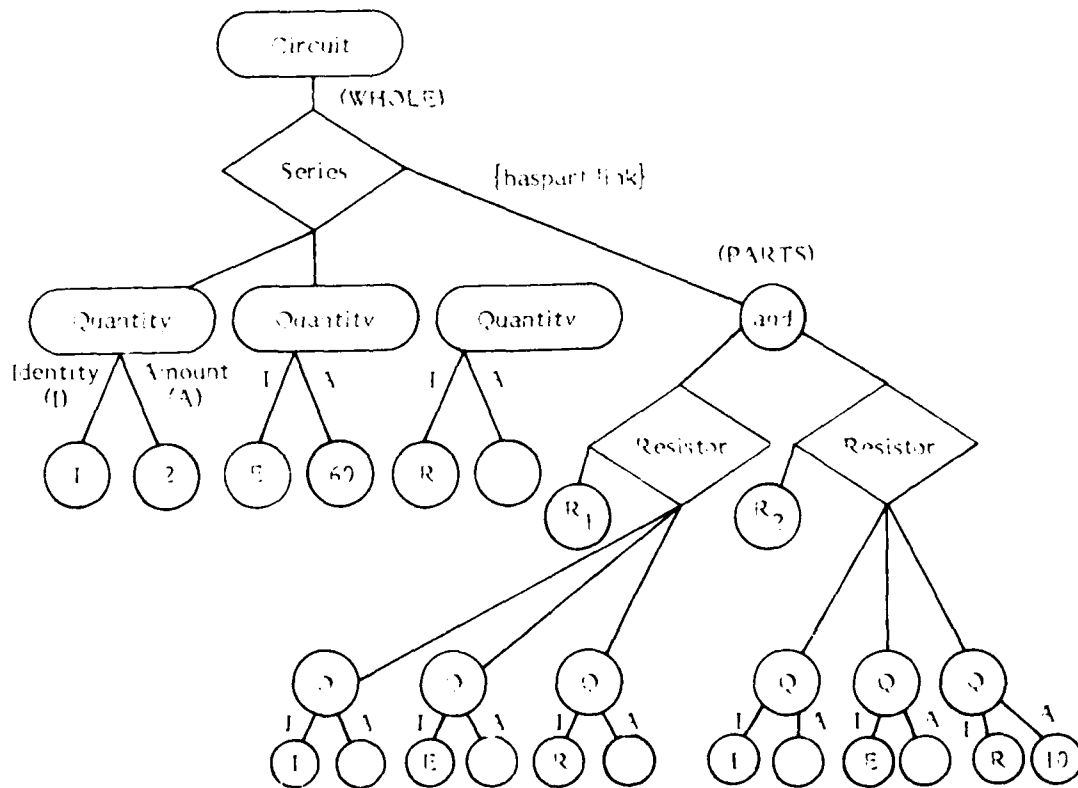 Circuit
(WHOLE)
Series
{haspart link}
(PARTS)
Quantity Quantity Quantity and
Identity (I) Amount (A) I A I A
Resistor Resistor
I 2 E 60 R
R1 R2
Q Q Q Q Q Q
I A I A I A I A I A I A
I E R I E R 10